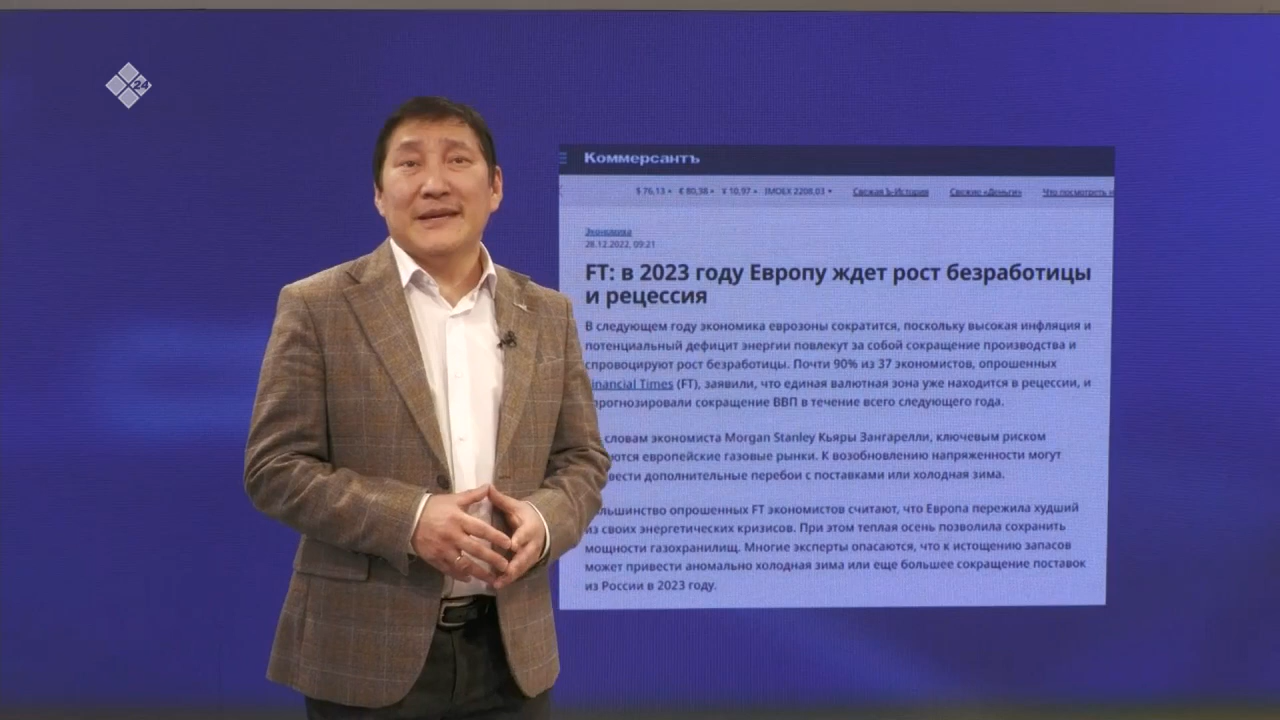 24
Коммерсантъ
$ 76,13 € 80,38 ¥ 10,97 IMOEX 2208,03 Свежая Ъ-История Свежие «Деньги» Что посмотреть
Экономика
28.12.2022, 09:21
FT: в 2023 году Европу ждет рост безработицы
и рецессия
В следующем году экономика еврозоны сократится, поскольку высокая инфляция и
потенциальный дефицит энергии повлекут за собой сокращение производства и
спровоцируют рост безработицы. Почти 90% из 37 экономистов, опрошенных
inancial Times (FT), заявили, что единая валютная зона уже находится в рецессии, и
рогнозировали сокращение ВВП в течение всего следующего года.
словам экономиста Morgan Stanley Кьяры Зангарелли, ключевым риском
ются европейские газовые рынки. К возобновлению напряженности могут
вести дополнительные перебои с поставками или холодная зима.
льшинство опрошенных FT экономистов считают, что Европа пережила худший
из своих энергетических кризисов. При этом теплая осень позволила сохранить
мощности газохранилищ. Многие эксперты опасаются, что к истощению запасов
может привести аномально холодная зима или еще большее сокращение поставок
из России в 2023 году.